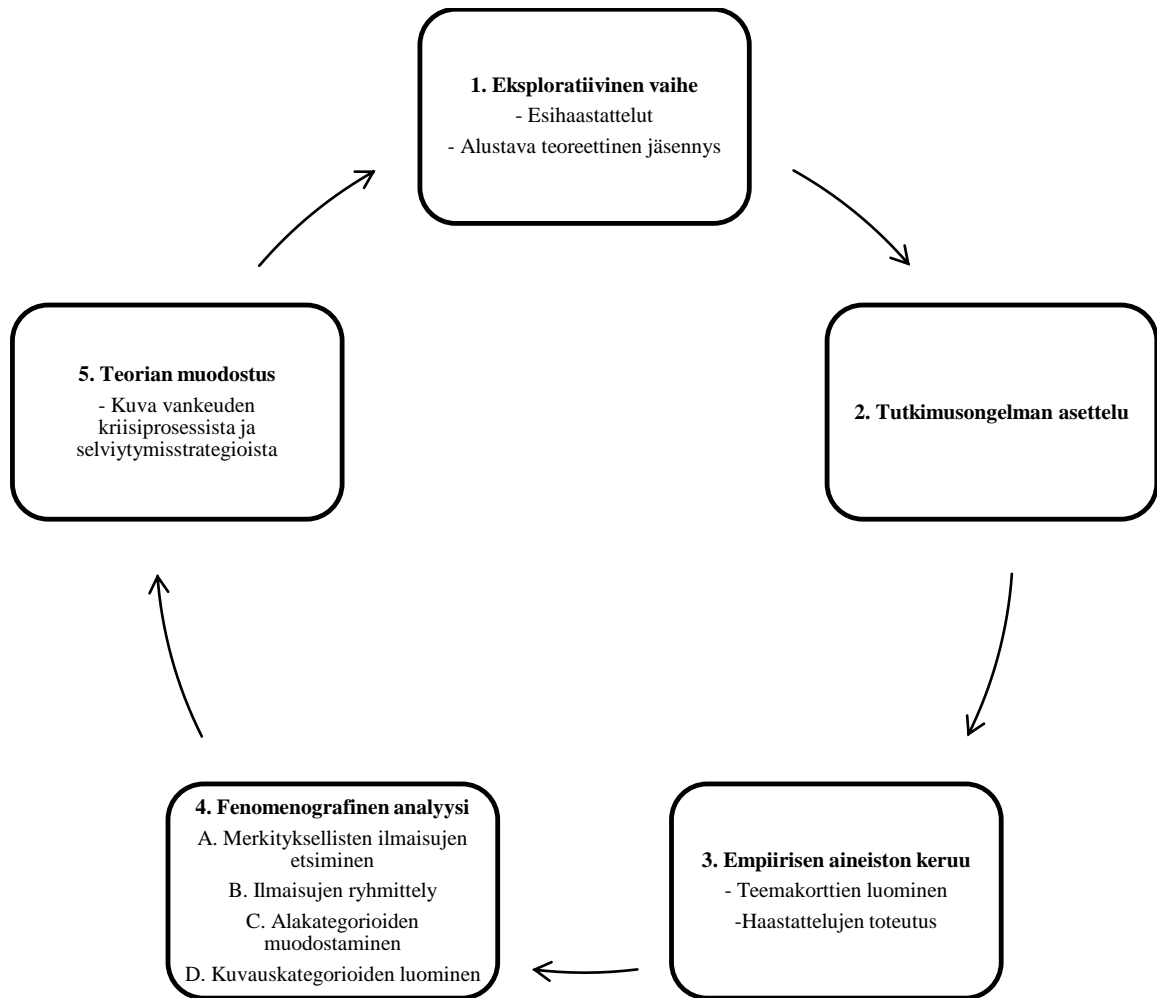 1. Eksploratiivinen vaihe
- Esihaastattelut
- Alustava teoreettinen jäsennys
2. Tutkimusongelman asettelu
3. Empiirisen aineiston keruu
- Teemakorttien luominen
-Haastattelujen toteutus
4. Fenomenografinen analyysi
A. Merkityksellisten ilmaisujen
etsiminen
B. Ilmaisujen ryhmittely
C. Alakategorioiden
muodostaminen
D. Kuvauskategorioiden luominen
5. Teorian muodostus
- Kuva vankeuden
kriisiprosessista ja
selviytymisstrategioista